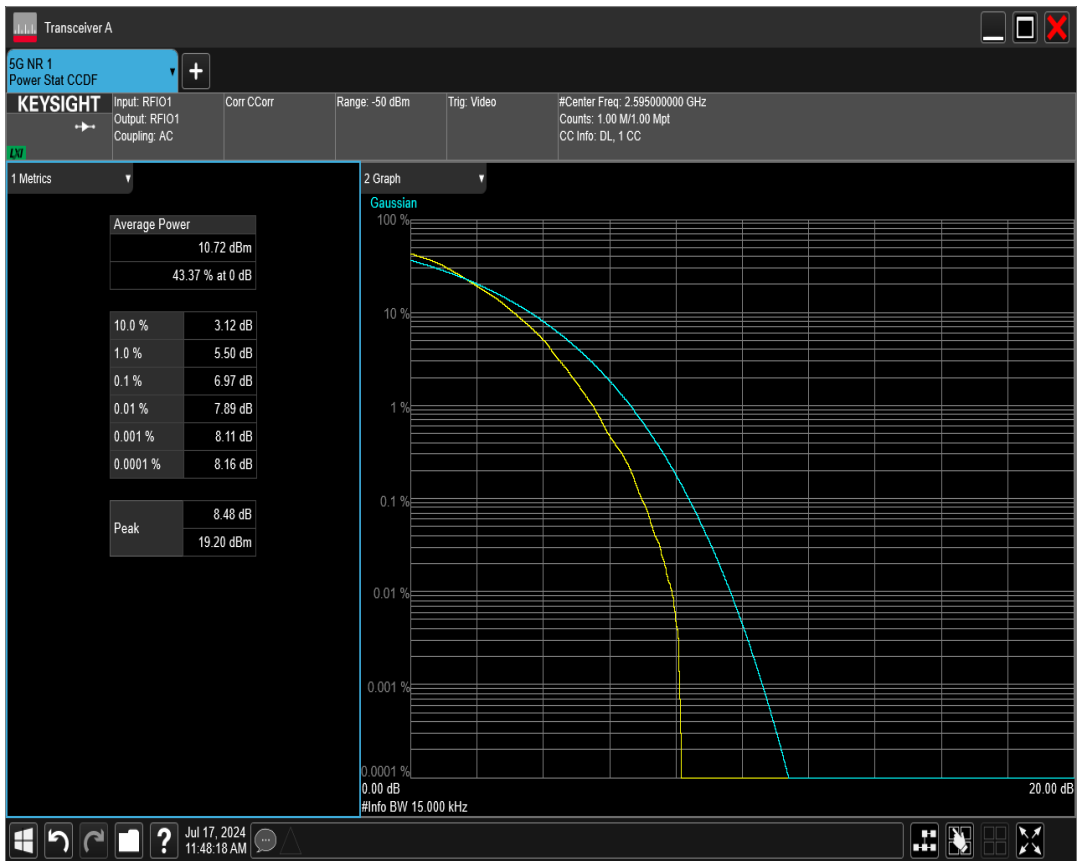 Transceiver A
5G NR 1
Power Stat CCDF
KEYSIGHT
LXI
Input: RFIO1
Output: RFIO1
Coupling: AC
Corr CCorr
Range: -50 dBm
Trig: Video
#Center Freq: 2.595000000 GHz
Counts: 1.00 M/1.00 Mpt
CC Info: DL, 1 CC
1 Metrics
Average Power
10.72 dBm
43.37 % at 0 dB
10.0 % 3.12 dB
1.0 % 5.50 dB
0.1 % 6.97 dB
0.01 % 7.89 dB
0.001 % 8.11 dB
0.0001 % 8.16 dB
Peak
8.48 dB
19.20 dBm
2 Graph
Gaussian
100 %
10 %
1 %
0.1 %
0.01 %
0.001 %
0.0001 %
0.00 dB 20.00 dB
#Info BW 15.000 kHz
?
Jul 17, 2024
11:48:18 AM